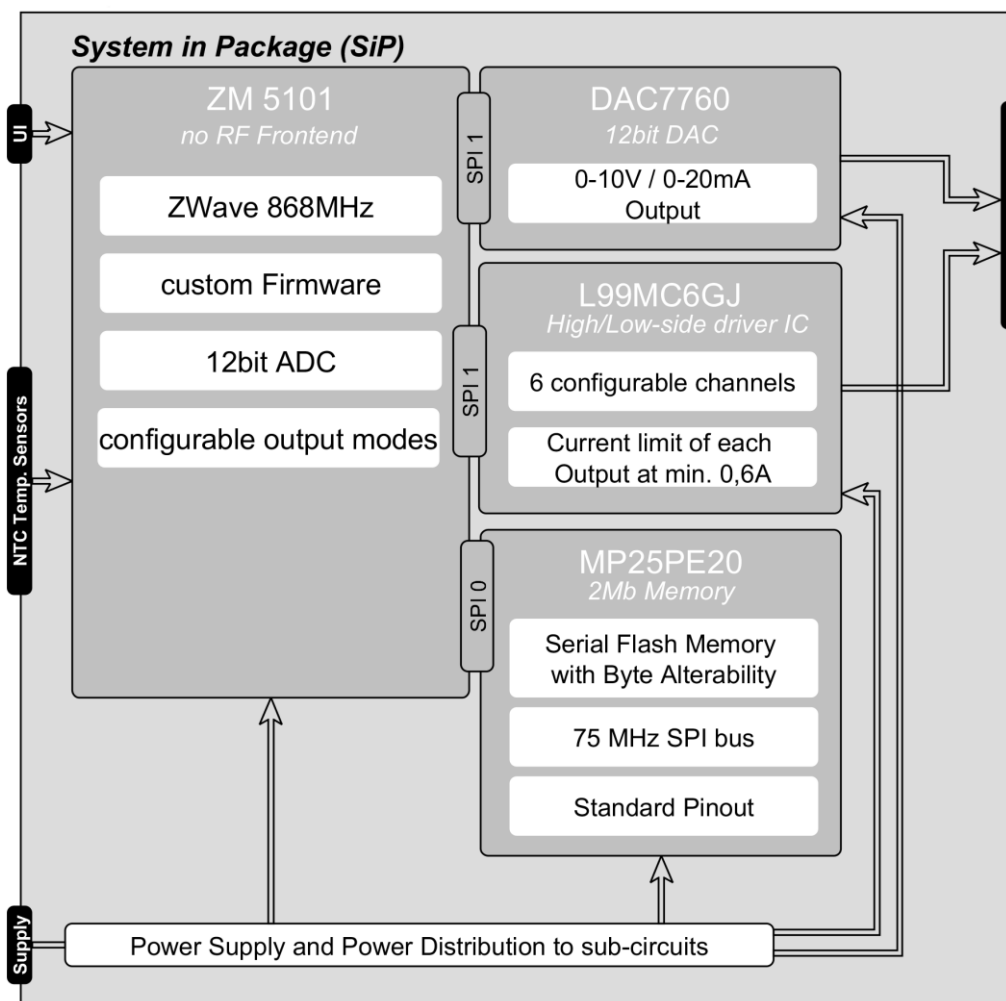 System in Package (SiP)
UI
ZM 5101
no RF Frontend
ZWave 868MHz
custom Firmware
12bit ADC
configurable output modes
NTC Temp. Sensors
SPI 1
DAC7760
12bit DAC
0-10V / 0-20mA
Output
SPI 1
L99MC6GJ
High/Low-side driver IC
6 configurable channels
Current limit of each
Output at min. 0,6A
SPI 0
MP25PE20
2Mb Memory
Serial Flash Memory
with Byte Alterability
75 MHz SPI bus
Standard Pinout
Supply
Power Supply and Power Distribution to sub-circuits